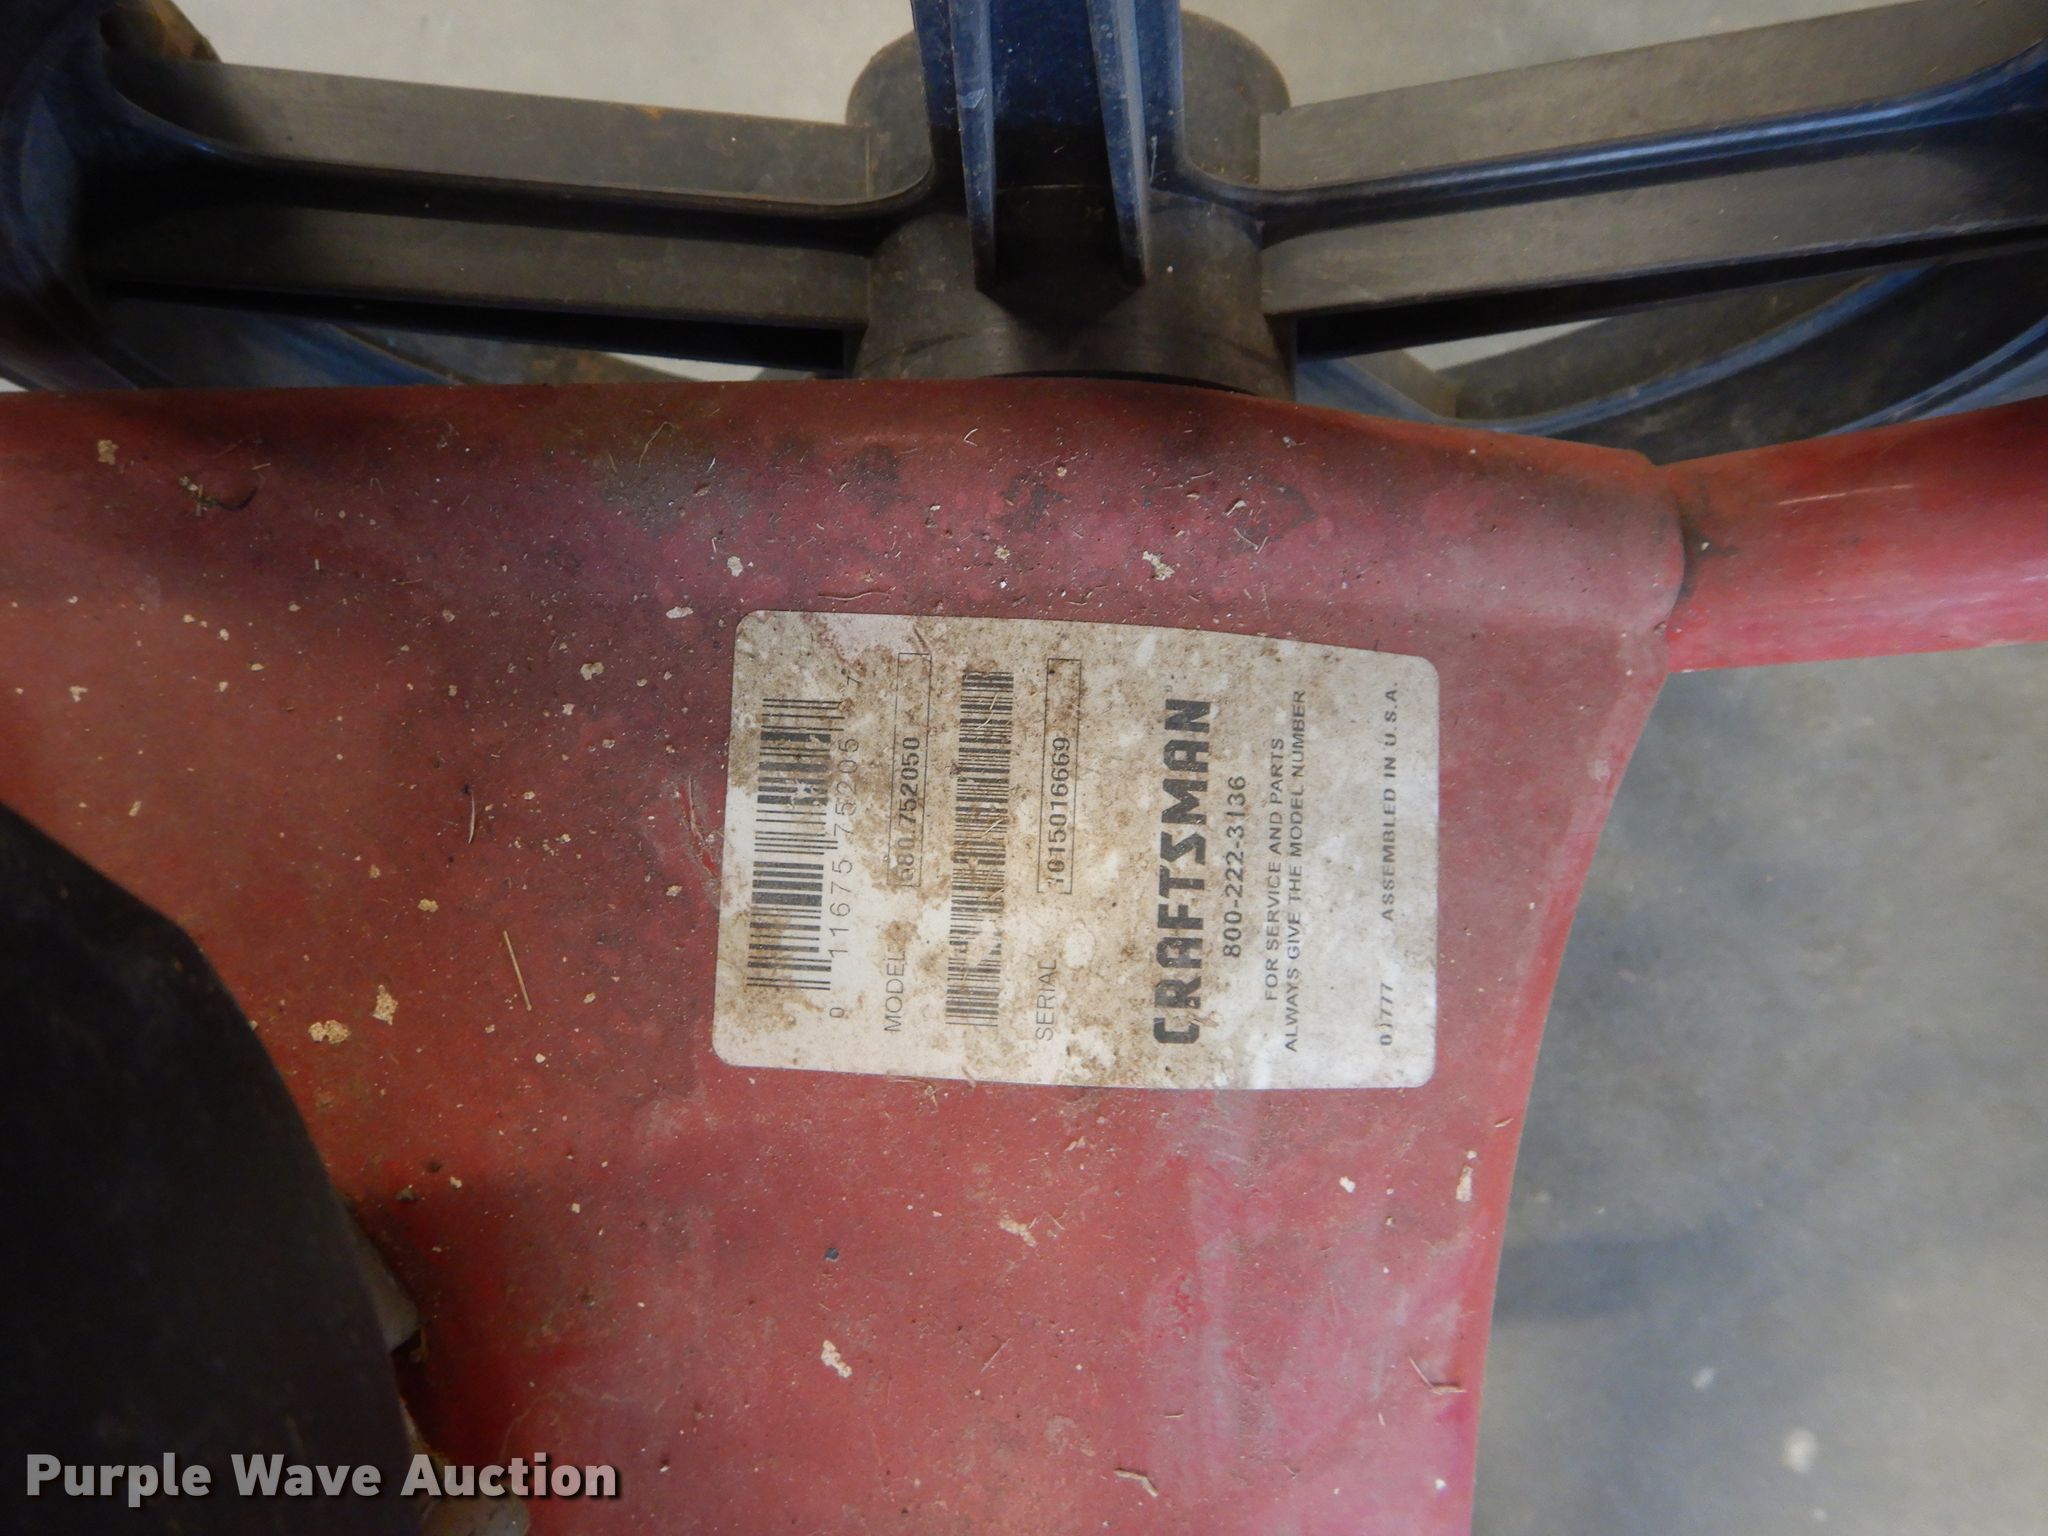 0 11675 75205
MODEL 580.752050
SERIAL 1015016669
CRAFTSMAN
800-222-3136
FOR SERVICE AND PARTS
ALWAYS GIVE THE MODEL NUMBER
01777 ASSEMBLED IN U.S.A.
Purple Wave Auction